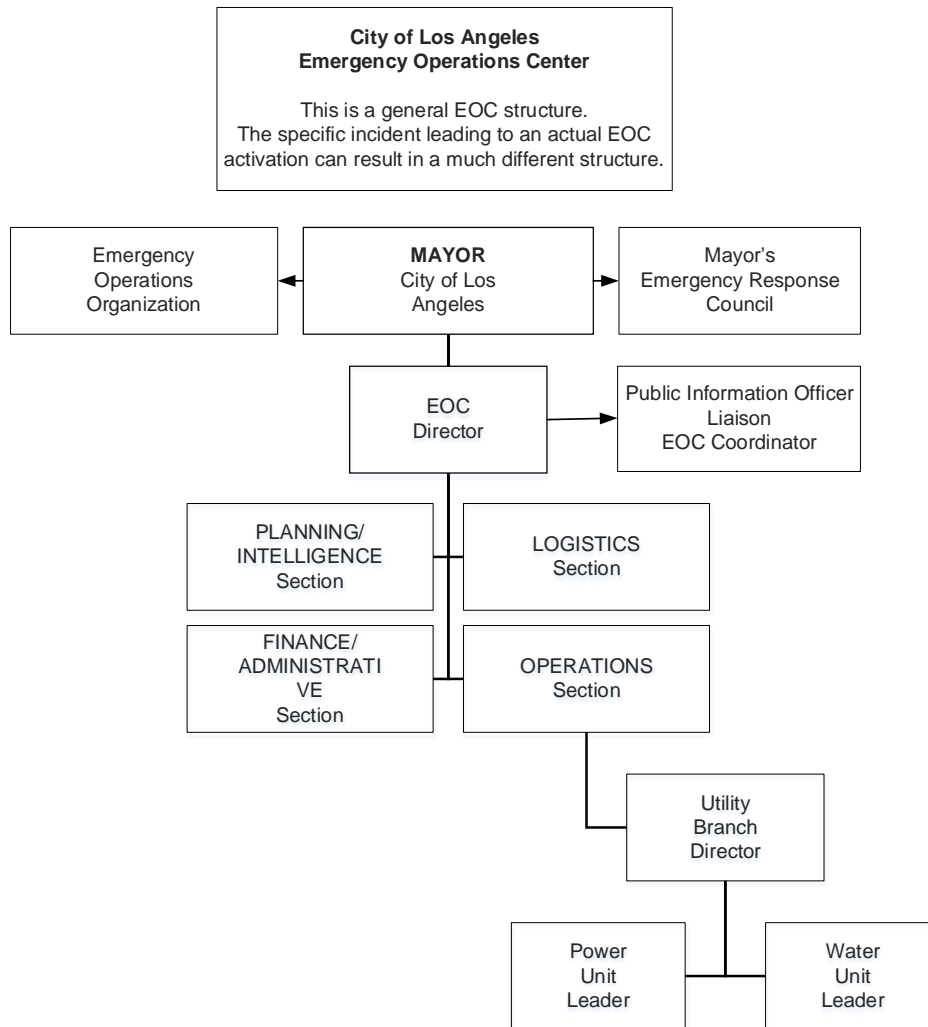 City of Los Angeles
Emergency Operations Center
This is a general EOC structure.
The specific incident leading to an actual EOC
activation can result in a much different structure.
Emergency
Operations
Organization
MAYOR
City of Los
Angeles
Mayor's
Emergency Response
Council
EOC
Director
Public Information Officer
Liaison
EOC Coordinator
PLANNING/
INTELLIGENCE
Section
LOGISTICS
Section
FINANCE/
ADMINISTRATI
VE
Section
OPERATIONS
Section
Utility
Branch
Director
Power
Unit
Leader
Water
Unit
Leader